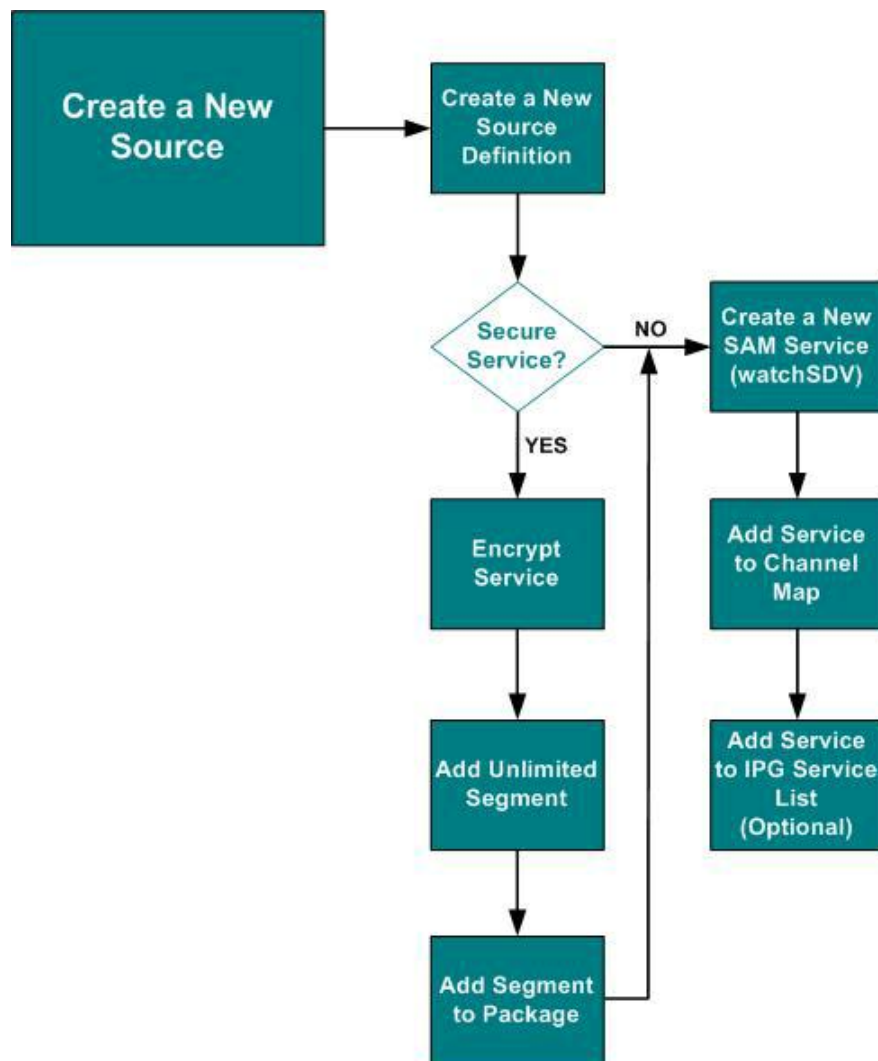 Create a New
Source
Create a New
Source
Definition
Secure
Service?
NO
YES
Create a New
SAM Service
(watchSDV)
Encrypt
Service
Add Service
to Channel
Map
Add Unlimited
Segment
Add Service
to IPG Service
List
(Optional)
Add Segment
to Package